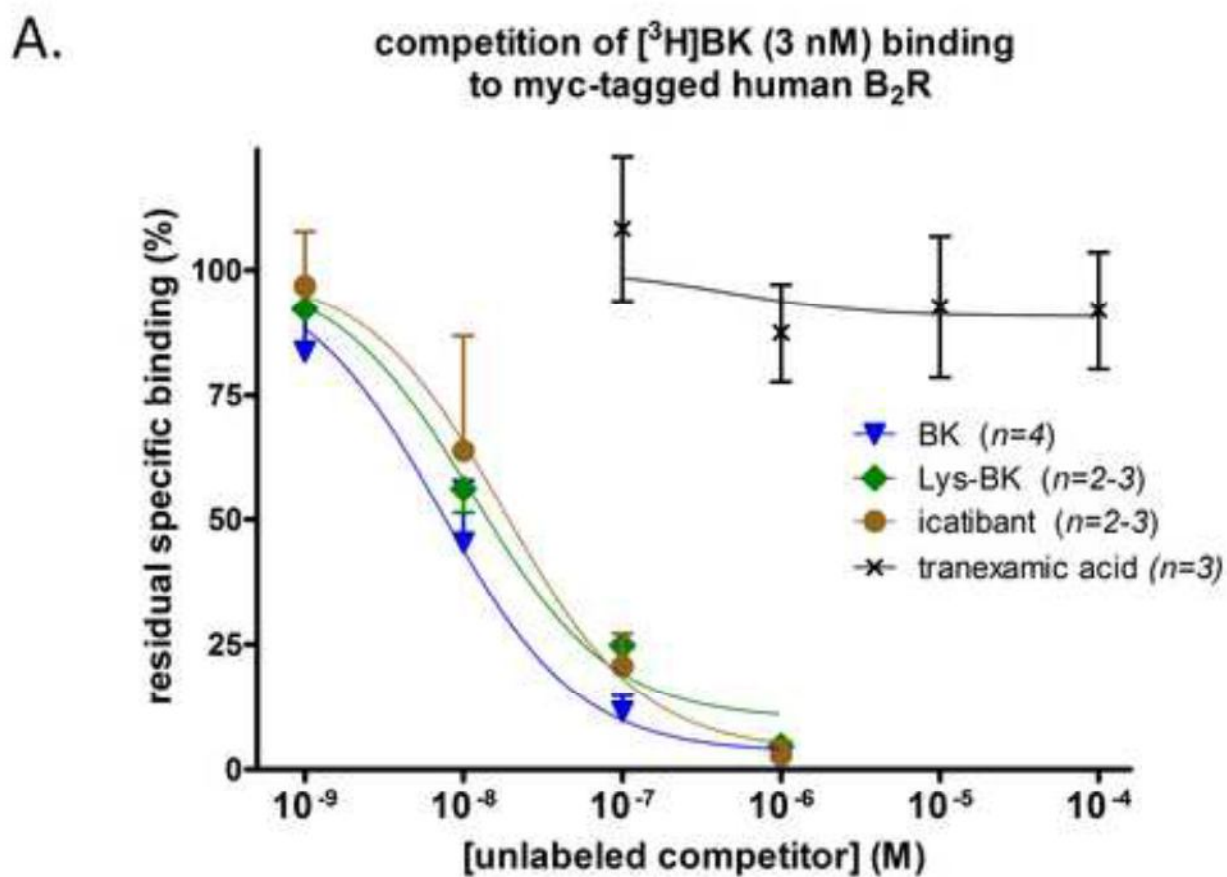 A.
competition of [³H]BK (3 nM) binding
to myc-tagged human B₂R
residual specific binding (%)
100
75
50
25
0
BK (n=4)
Lys-BK (n=2-3)
icatibant (n=2-3)
tranexamic acid (n=3)
10⁻⁹ 10⁻⁸ 10⁻⁷ 10⁻⁶ 10⁻⁵ 10⁻⁴
[unlabeled competitor] (M)